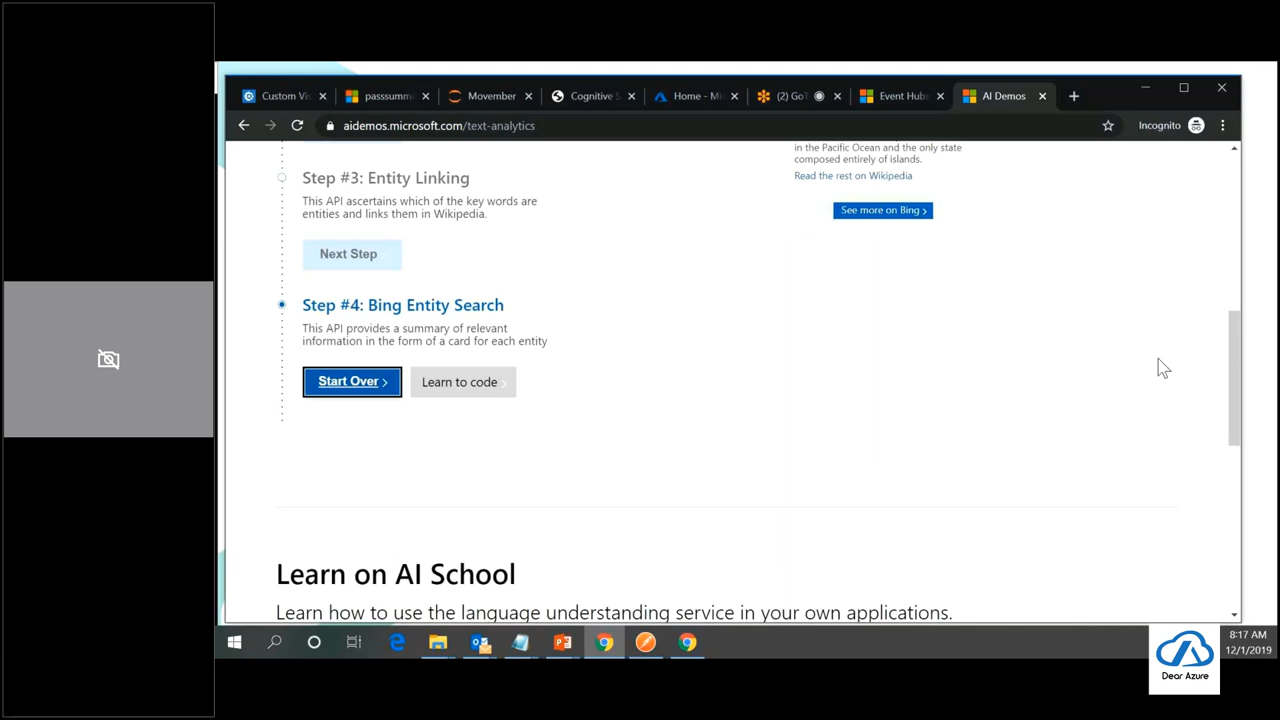 Custom Vis
passsummi
Movember
Cognitive S
Home - Mi
(2) GoT
Event Hubs
AI Demos
aidemos.microsoft.com/text-analytics
Incognito
in the Pacific Ocean and the only state
composed entirely of islands.
Read the rest on Wikipedia
See more on Bing
Step #3: Entity Linking
This API ascertains which of the key words are
entities and links them in Wikipedia.
Next Step
Step #4: Bing Entity Search
This API provides a summary of relevant
information in the form of a card for each entity
Start Over
Learn to code
Learn on AI School
Learn how to use the language understanding service in your own applications.
8:17 AM
12/1/2019
Dear Azure